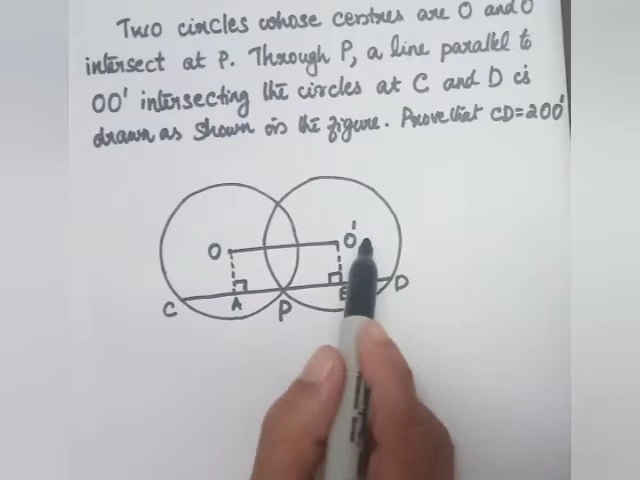 Two circles whose centres are O and O
intersect at P. Through P, a line parallel to
OO' intersecting the circles at C and D is
drawn as shown in the figure. Prove that CD=2OO'
O
O'
A
B
D
C
P